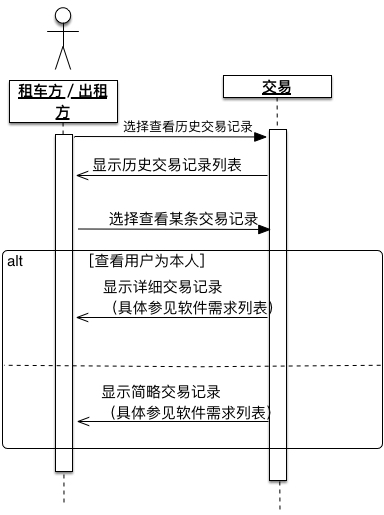 租车方 / 出租
方
交易
选择查看历史交易记录
显示历史交易记录列表
选择查看某条交易记录
alt
[查看用户为本人]
显示详细交易记录
（具体参见软件需求列表）
显示简略交易记录
（具体参见软件需求列表）